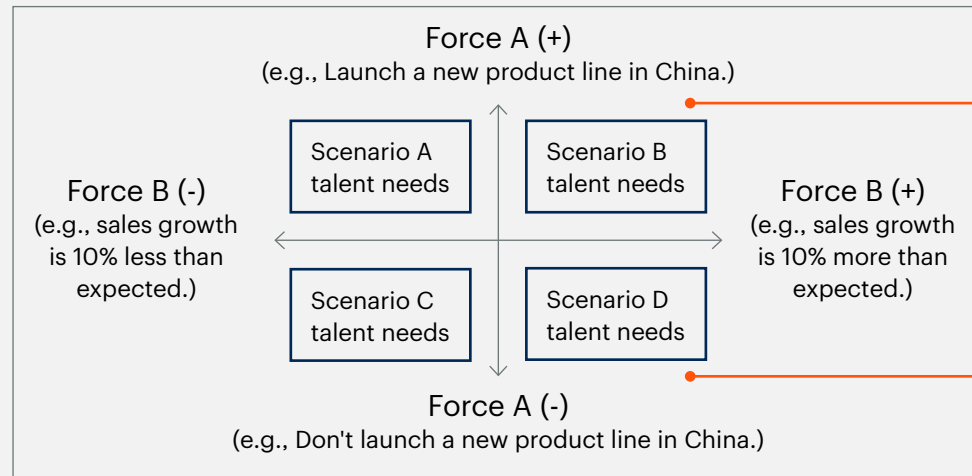 Force A (+)
(e.g., Launch a new product line in China.)
Scenario A
talent needs
Scenario B
talent needs
Force B (-)
(e.g., sales growth
is 10% less than
expected.)
Force B (+)
(e.g., sales growth
is 10% more than
expected.)
Scenario C
talent needs
Scenario D
talent needs
Force A (-)
(e.g., Don't launch a new product line in China.)